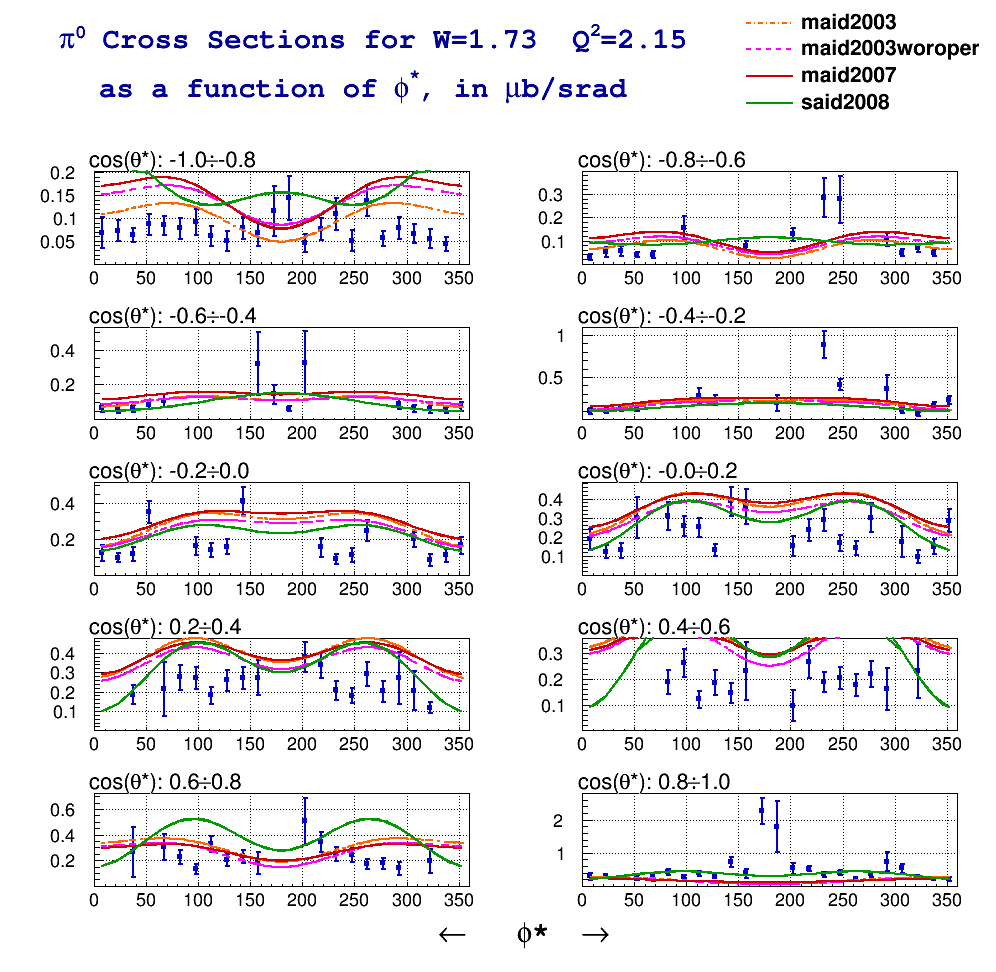 π⁰ Cross Sections for W=1.73 Q²=2.15
as a function of ϕ*, in μb/srad
maid2003
maid2003woroper
maid2007
said2008
cos(θ*): -1.0÷-0.8
0.2
0.15
0.1
0.05
0 50 100 150 200 250 300 350
cos(θ*): -0.8÷-0.6
0.3
0.2
0.1
0 50 100 150 200 250 300 350
cos(θ*): -0.6÷-0.4
0.4
0.2
0 50 100 150 200 250 300 350
cos(θ*): -0.4÷-0.2
1
0.5
0 50 100 150 200 250 300 350
cos(θ*): -0.2÷0.0
0.4
0.2
0 50 100 150 200 250 300 350
cos(θ*): -0.0÷0.2
0.4
0.3
0.2
0.1
0 50 100 150 200 250 300 350
cos(θ*): 0.2÷0.4
0.4
0.3
0.2
0.1
0 50 100 150 200 250 300 350
cos(θ*): 0.4÷0.6
0.3
0.2
0.1
0 50 100 150 200 250 300 350
cos(θ*): 0.6÷0.8
0.6
0.4
0.2
0 50 100 150 200 250 300 350
cos(θ*): 0.8÷1.0
2
1
0 50 100 150 200 250 300 350
← ϕ* →